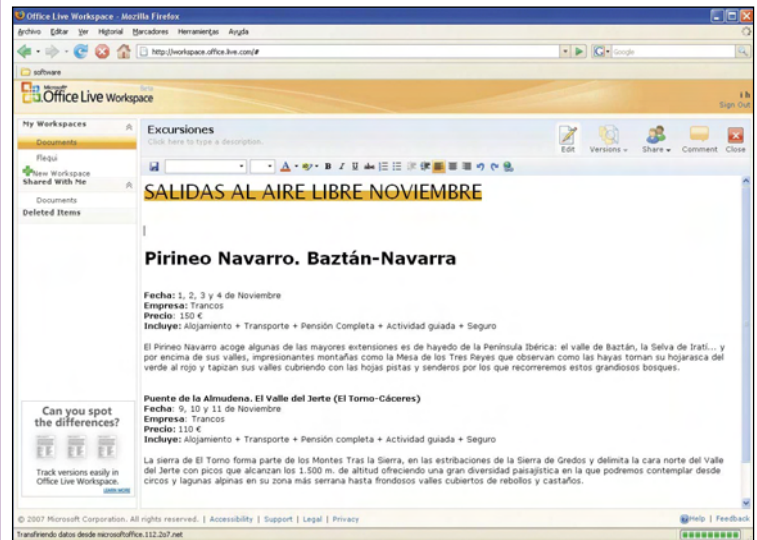 Office Live Workspace - Mozilla Firefox
Archivo Editar Ver Historial Marcadores Herramientas Ayuda
http://workspace.office.live.com/#
Google
software
Microsoft
Office Live Workspace
Beta
i h
Sign Out
My Workspaces
Documents
Flequi
New Workspace
Shared With Me
Documents
Deleted Items
Excursiones
Click here to type a description.
Edit Versions Share Comment Close
SALIDAS AL AIRE LIBRE NOVIEMBRE
Pirineo Navarro. Baztán-Navarra
Fecha: 1, 2, 3 y 4 de Noviembre
Empresa: Trancos
Precio: 150 €
Incluye: Alojamiento + Transporte + Pensión Completa + Actividad guiada + Seguro
El Pirineo Navarro acoge algunas de las mayores extensiones es de hayedo de la Península Ibérica: el valle de Baztán, la Selva de Iratí... y
por encima de sus valles, impresionantes montañas como la Mesa de los Tres Reyes que observan como las hayas tornan su hojarasca del
verde al rojo y tapizan sus valles cubriendo con las hojas pistas y senderos por los que recorreremos estos grandiosos bosques.
Puente de la Almudena. El Valle del Jerte (El Torno-Cáceres)
Fecha: 9, 10 y 11 de Noviembre
Empresa: Trancos
Precio: 110 €
Incluye: Alojamiento + Transporte + Pensión completa + Actividad guiada + Seguro
La sierra de El Torno forma parte de los Montes Tras la Sierra, en las estribaciones de la Sierra de Gredos y delimita la cara norte del Valle
del Jerte con picos que alcanzan los 1.500 m. de altitud ofreciendo una gran diversidad paisajística en la que podremos contemplar desde
circos y lagunas alpinas en su zona más serrana hasta frondosos valles cubiertos de rebollos y castaños.
Can you spot
the differences?
Track versions easily in
Office Live Workspace.
LEARN MORE
© 2007 Microsoft Corporation. All rights reserved. | Accessibility | Support | Legal | Privacy
Help | Feedback
Transfiriendo datos desde microsoftoffice.112.2o7.net